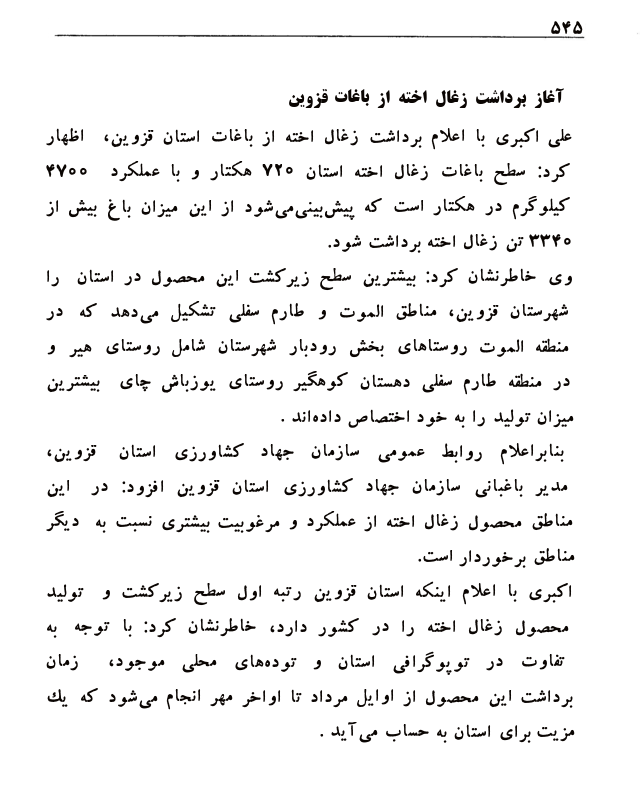 ۵۴۵
آغاز برداشت زغال اخته از باغات قزوین
علی اکبری با اعلام برداشت زغال اخته از باغات استان قزوین، اظهار
کرد: سطح باغات زغال اخته استان ۷۲۰ هکتار و با عملکرد ۴۷۰۰
کیلوگرم در هکتار است که پیش‌بینی‌می‌شود از این میزان باغ بیش از
۳۳۴۰ تن زغال اخته برداشت شود.
وی خاطرنشان کرد: بیشترین سطح زیرکشت این محصول در استان را
شهرستان قزوین، مناطق الموت و طارم سفلی تشکیل می‌دهد که در
منطقه الموت روستاهای بخش رودبار شهرستان شامل روستای هیر و
در منطقه طارم سفلی دهستان کوهگیر روستای یوزباش چای بیشترین
میزان تولید را به خود اختصاص داده‌اند .
بنابراعلام روابط عمومی سازمان جهاد کشاورزی استان قزوین،
مدیر باغبانی سازمان جهاد کشاورزی استان قزوین افزود: در این
مناطق محصول زغال اخته از عملکرد و مرغوبیت بیشتری نسبت به دیگر
مناطق برخوردار است.
اکبری با اعلام اینکه استان قزوین رتبه اول سطح زیرکشت و تولید
محصول زغال اخته را در کشور دارد، خاطرنشان کرد: با توجه به
تفاوت در توپوگرافی استان و توده‌های محلی موجود، زمان
برداشت این محصول از اوایل مرداد تا اواخر مهر انجام می‌شود که یك
مزیت برای استان به حساب می‌آید .